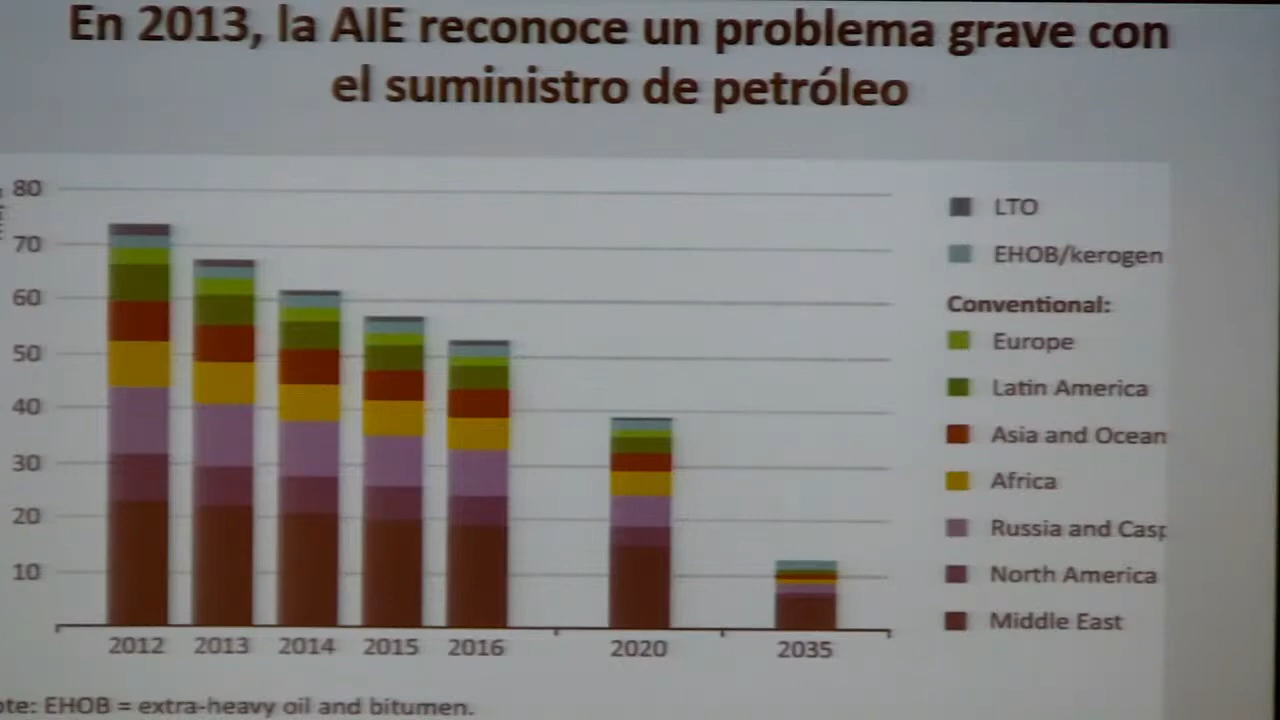 En 2013, la AIE reconoce un problema grave con
el suministro de petróleo
80
70
60
50
40
30
20
10
2012 2013 2014 2015 2016 2020 2035
LTO
EHOB/kerogen
Conventional:
Europe
Latin America
Asia and Ocean
Africa
Russia and Casp
North America
Middle East
ote: EHOB = extra-heavy oil and bitumen.